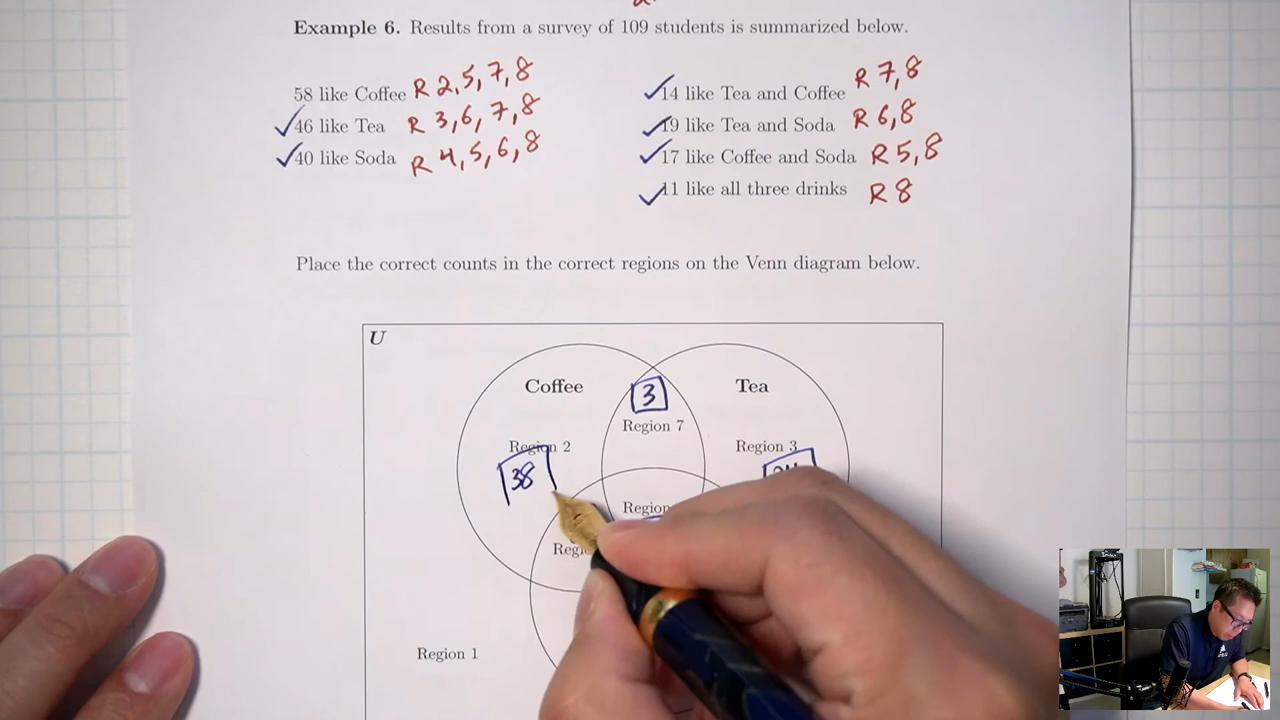 Example 6. Results from a survey of 109 students is summarized below.
58 like Coffee R 2,5,7,8
46 like Tea R 3,6,7,8
40 like Soda R 4,5,6,8
14 like Tea and Coffee R 7,8
19 like Tea and Soda R 6,8
17 like Coffee and Soda R 5,8
11 like all three drinks R 8
Place the correct counts in the correct regions on the Venn diagram below.
U
Coffee
Tea
3
Region 7
Region 2
Region 3
38
Region
Region 1